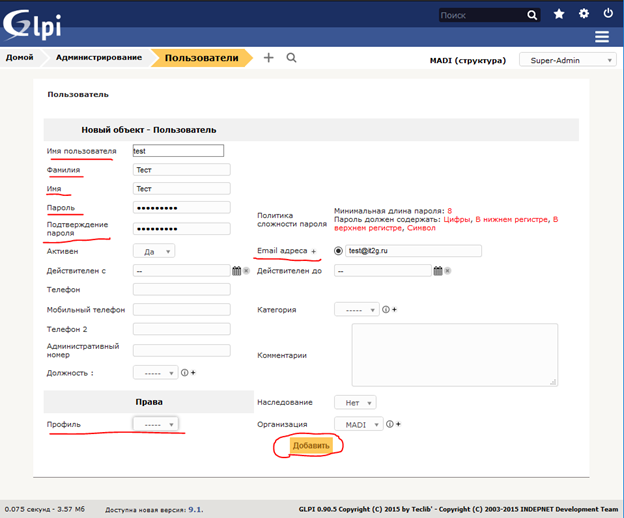 Glpi
Поиск
Домой Администрирование Пользователи MADI (структура) Super-Admin
Пользователь
Новый объект - Пользователь
Имя пользователя test
Фамилия Тест
Имя Тест
Пароль •••••••••
Подтверждение пароля •••••••••
Политика сложности пароля
Минимальная длина пароля: 8
Пароль должен содержать: Цифры, В нижнем регистре, В
верхнем регистре, Символ
Активен Да Email адреса + test@it2g.ru
Действителен с -- Действителен до --
Телефон
Мобильный телефон Категория -----
Телефон 2
Административный
номер
Комментарии
Должность : -----
Права Наследование Нет
Профиль ----- Организация MADI
Добавить
0.075 секунд - 3.57 Мб Доступна новая версия: 9.1. GLPI 0.90.5 Copyright (C) 2015 by Teclib' - Copyright (C) 2003-2015 INDEPNET Development Team